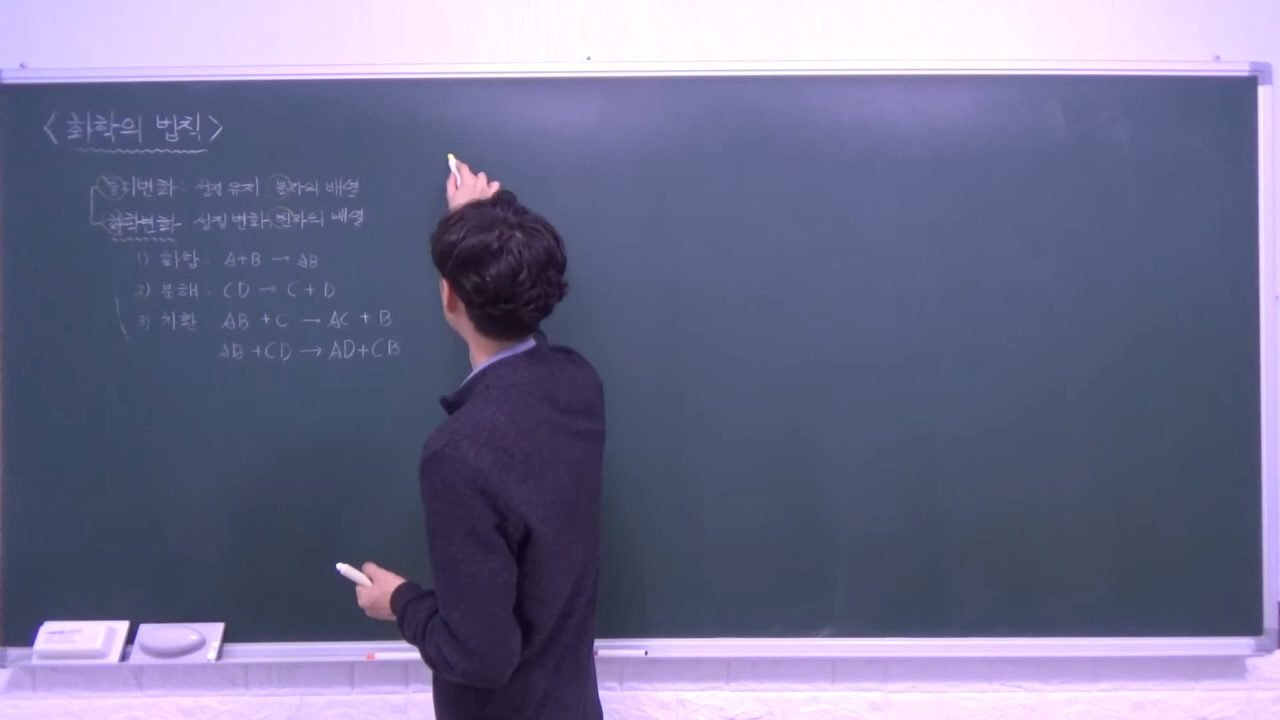 <화학의 법칙>
물리변화 : 성질 유지, 분자의 배열
화학변화 - 성질 변화, 원자의 배열
1) 화합 : A+B → AB
2) 분해 : CD → C + D
3) 치환 : AB + C → AC + B
AB + CD → AD+CB